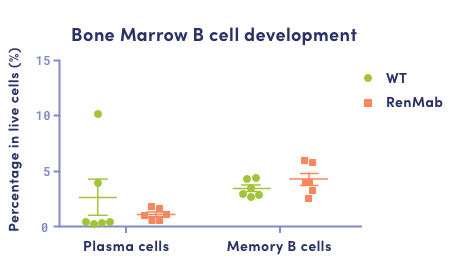 Bone Marrow B cell development
Percentage in live cells (%)
15
10
5
0
Plasma cells
Memory B cells
WT
RenMab